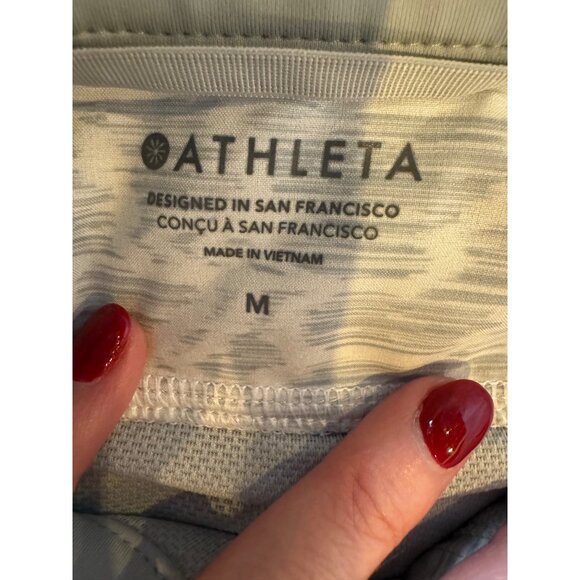 ATHLETA
DESIGNED IN SAN FRANCISCO
CONÇU À SAN FRANCISCO
MADE IN VIETNAM
M